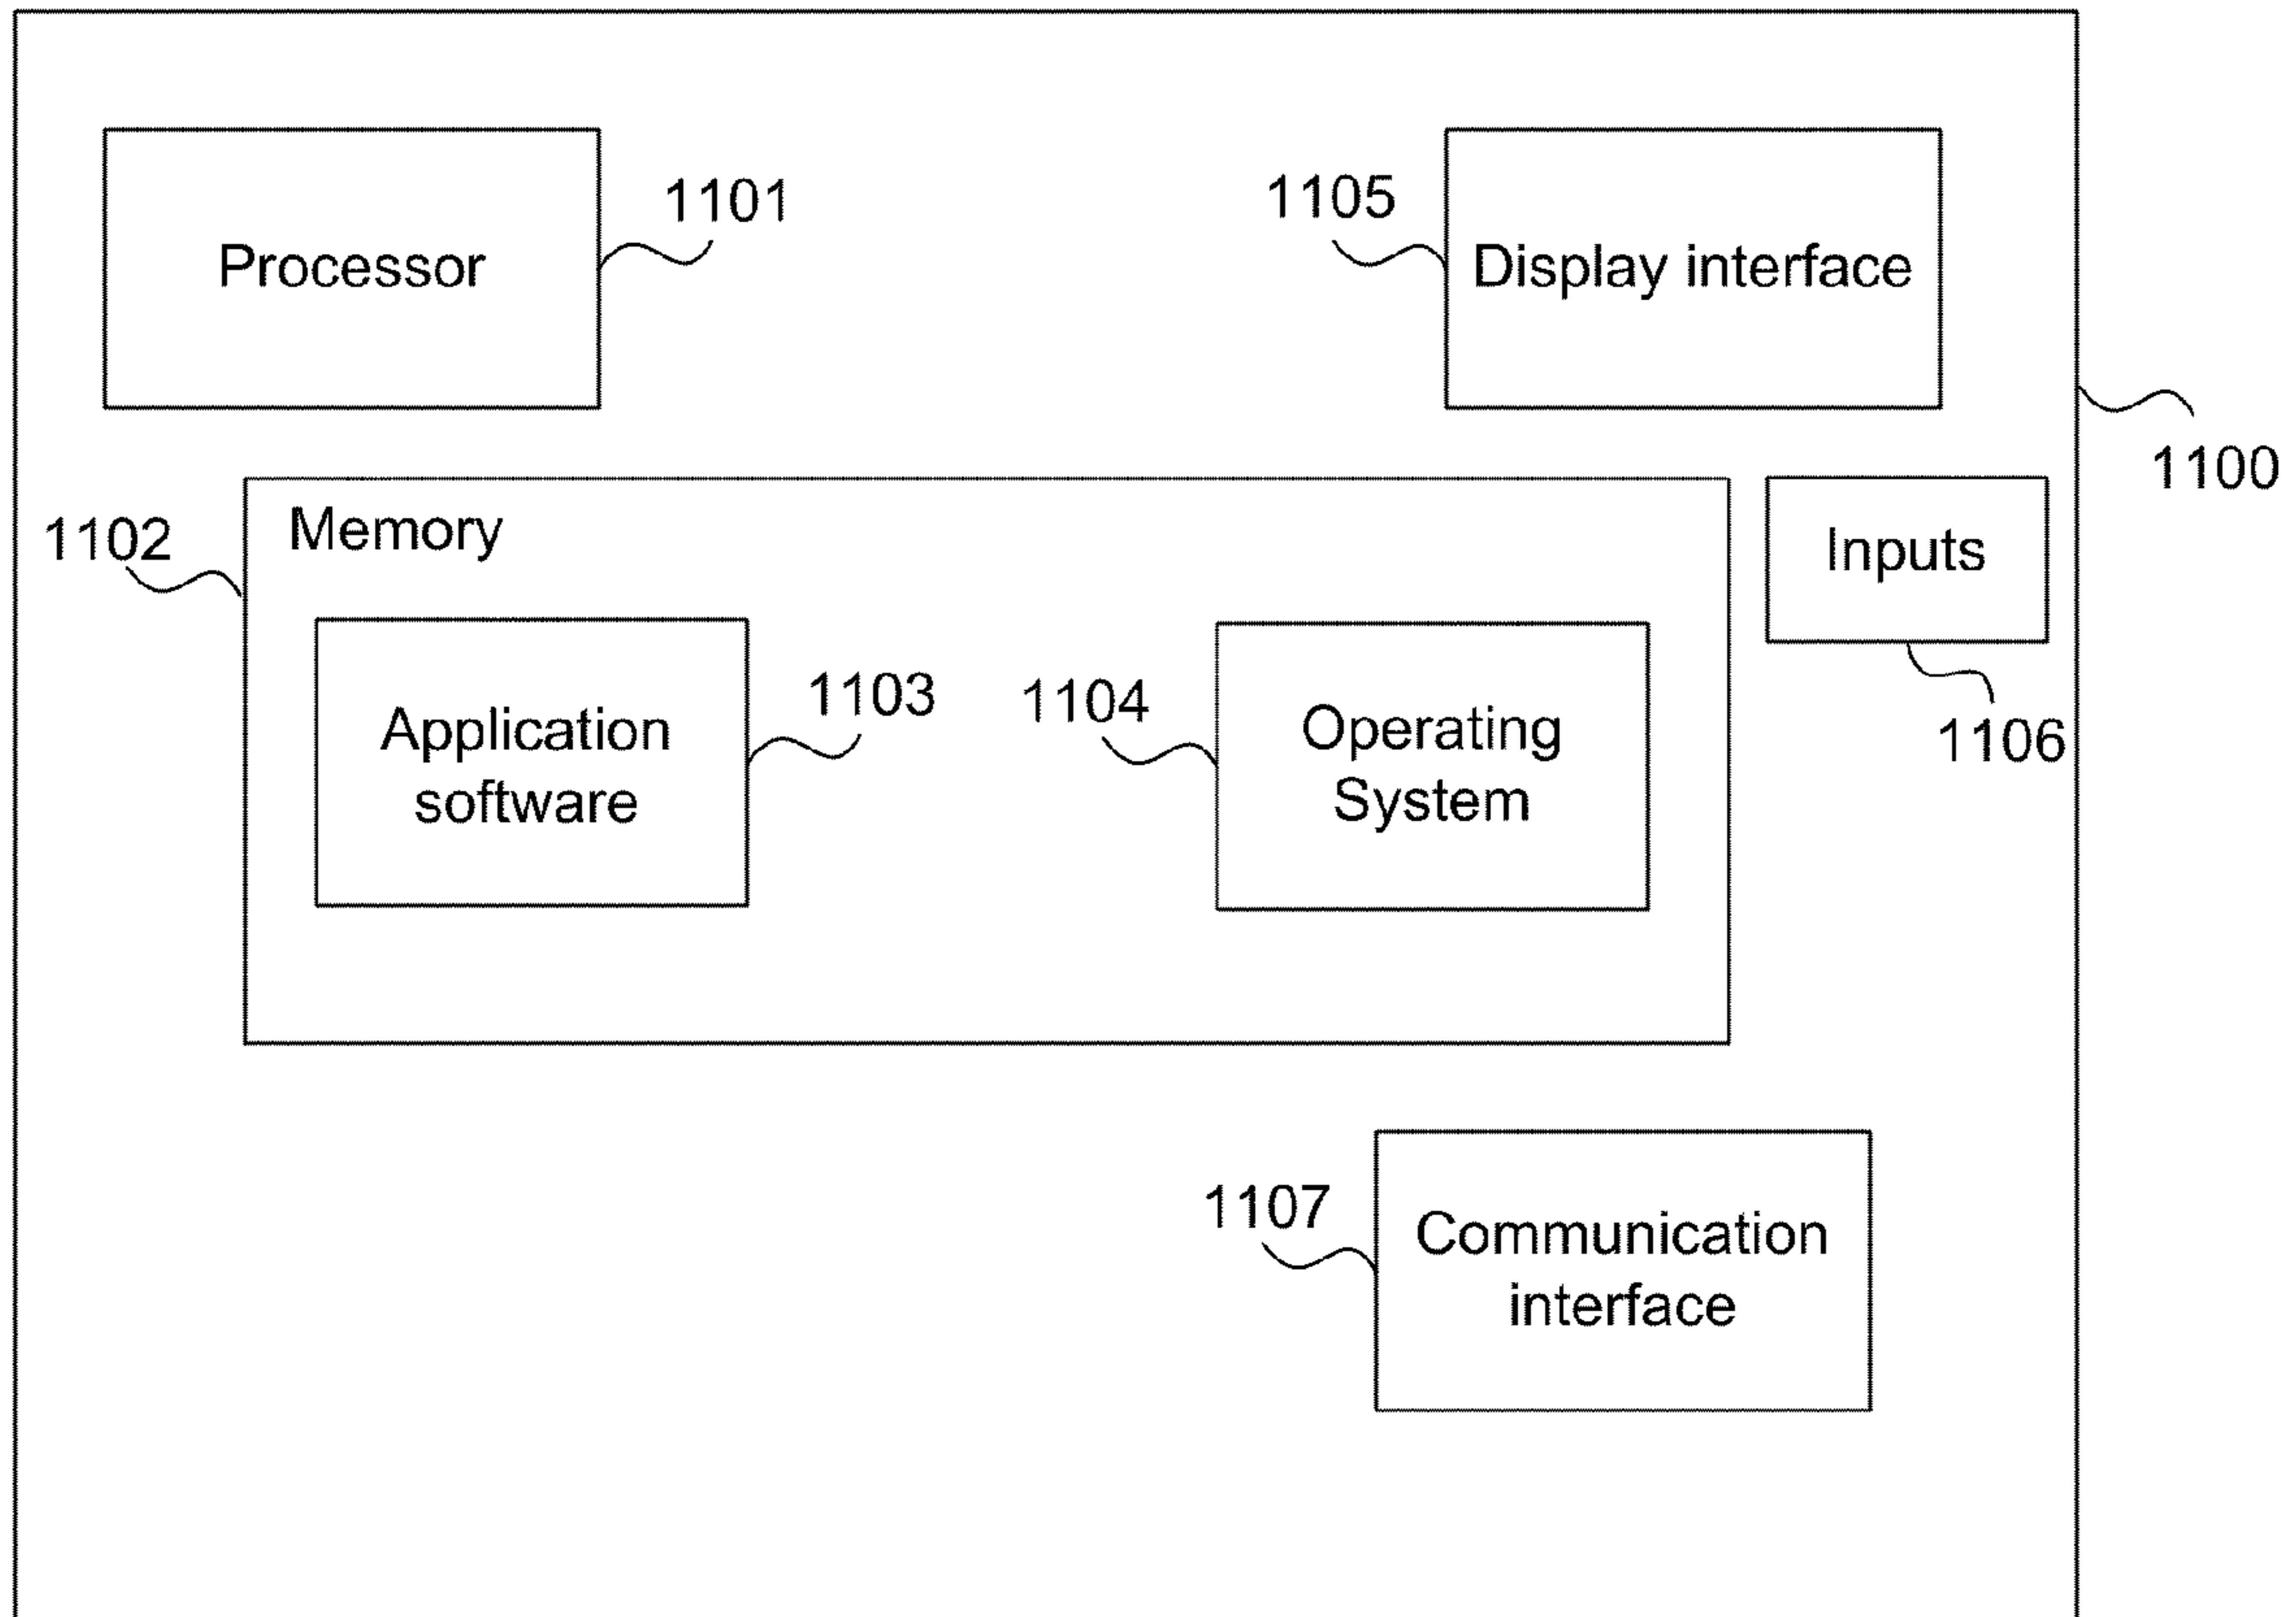 Processor
1101
1105
Display interface
1100
1102
Memory
Inputs
1106
Application
software
1103
1104
Operating
System
1107
Communication
interface